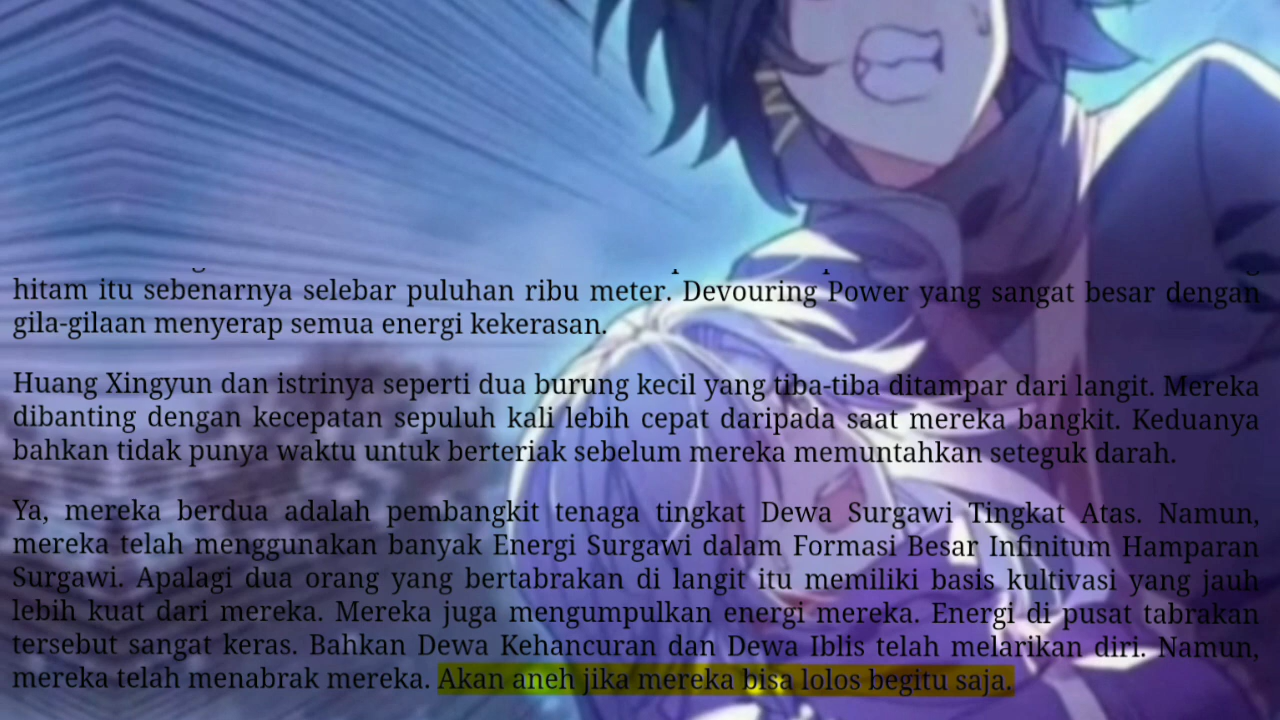 hitam itu sebenarnya selebar puluhan ribu meter. Devouring Power yang sangat besar dengan
gila-gilaan menyerap semua energi kekerasan.
Huang Xingyun dan istrinya seperti dua burung kecil yang tiba-tiba ditampar dari langit. Mereka
dibanting dengan kecepatan sepuluh kali lebih cepat daripada saat mereka bangkit. Keduanya
bahkan tidak punya waktu untuk berteriak sebelum mereka memuntahkan seteguk darah.
Ya, mereka berdua adalah pembangkit tenaga tingkat Dewa Surgawi Tingkat Atas. Namun,
mereka telah menggunakan banyak Energi Surgawi dalam Formasi Besar Infinitum Hamparan
Surgawi. Apalagi dua orang yang bertabrakan di langit itu memiliki basis kultivasi yang jauh
lebih kuat dari mereka. Mereka juga mengumpulkan energi mereka. Energi di pusat tabrakan
tersebut sangat keras. Bahkan Dewa Kehancuran dan Dewa Iblis telah melarikan diri. Namun,
mereka telah menabrak mereka. Akan aneh jika mereka bisa lolos begitu saja.